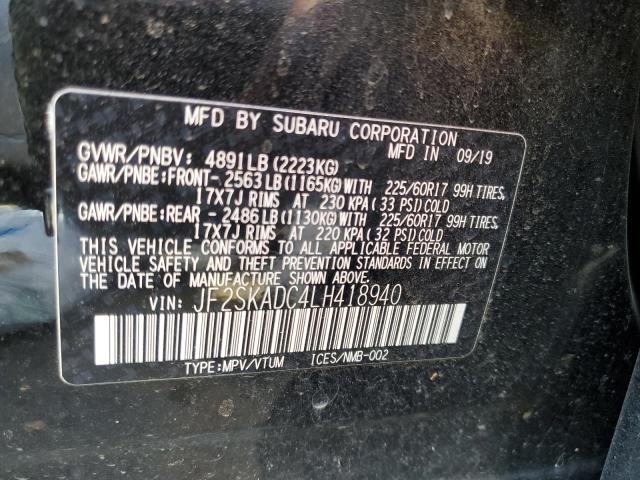 MFD BY SUBARU CORPORATION
GVWR/PNBV: 4891LB(2223KG) MFD IN 09/19
GAWR/PNBE:FRONT- 2563LB(1165KG)WITH 225/60R17 99H TIRES,
17X7J RIMS AT 230 KPA(33 PSI)COLD
GAWR/PNBE:REAR - 2486LB(1130KG)WITH 225/60R17 99H TIRES,
17X7J RIMS AT 220 KPA(32 PSI)COLD
THIS VEHICLE CONFORMS TO ALL APPLICABLE FEDERAL MOTOR
VEHICLE SAFETY AND THEFT PREVENTION STANDARDS IN EFFECT ON
THE DATE OF MANUFACTURE SHOWN ABOVE.
VIN: JF2SKADC4LH418940
TYPE:MPV/VTUM ICES/NMB-002